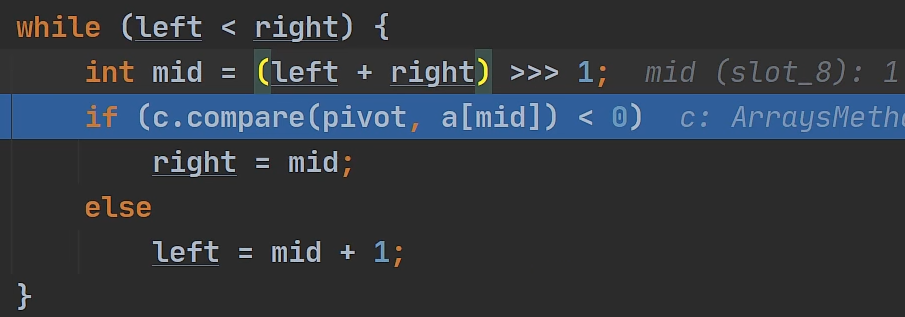 while (left < right) {
int mid = (left + right) >>> 1; mid (slot_8): 1
if (c.compare(pivot, a[mid]) < 0) c: ArraysMeth
right = mid;
else
left = mid + 1;
}